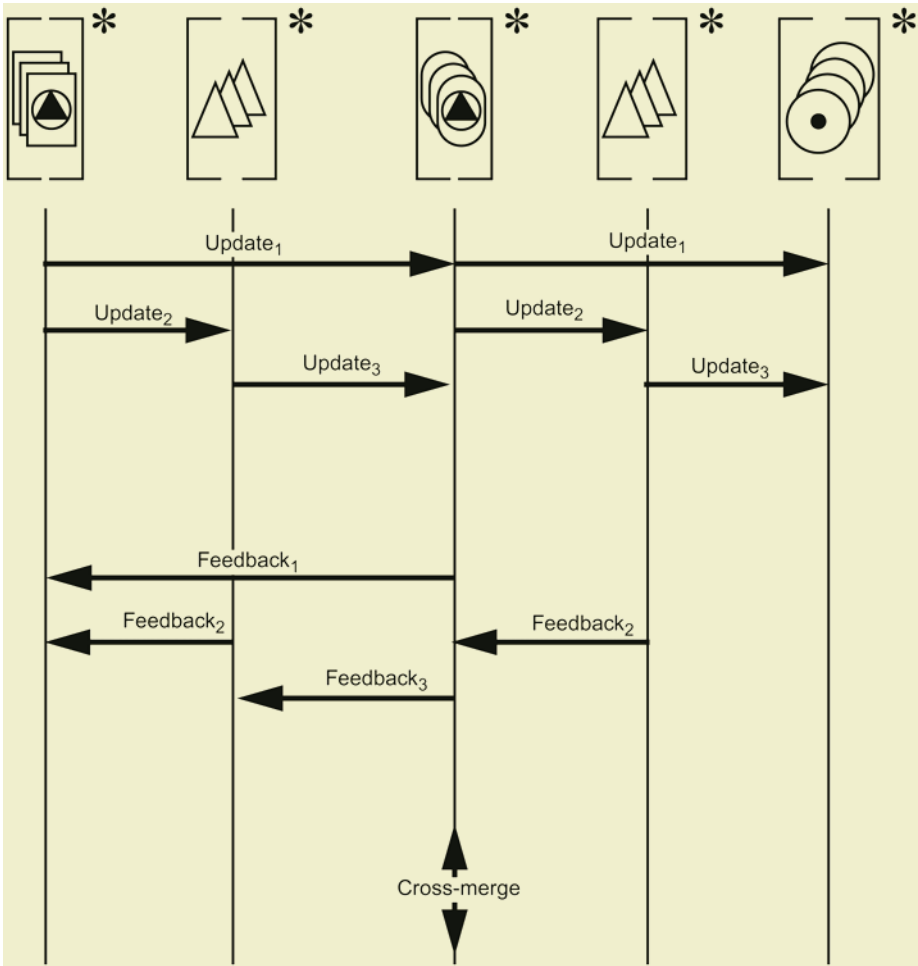 * * * * *
Update₁ Update₁
Update₂ Update₂
Update₃ Update₃
Feedback₁
Feedback₂ Feedback₂
Feedback₃
Cross-merge